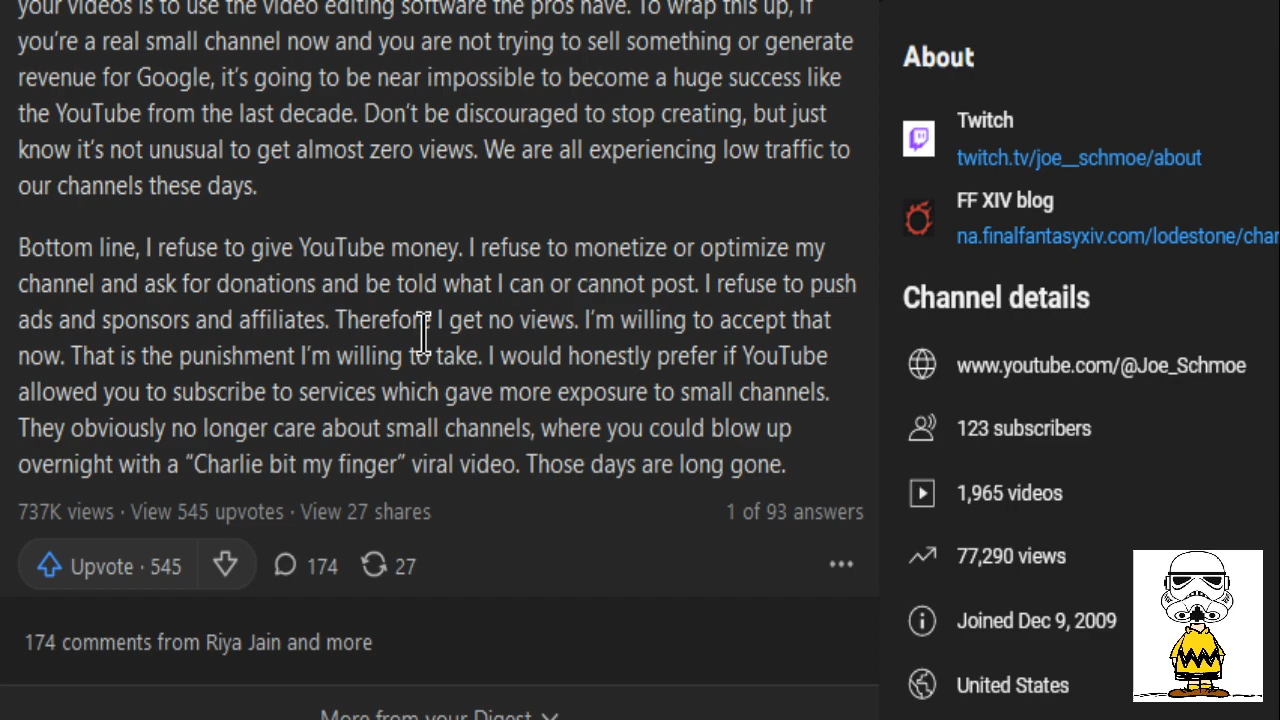 your videos is to use the video editing software the pros have. To wrap this up, if
you're a real small channel now and you are not trying to sell something or generate
revenue for Google, it's going to be near impossible to become a huge success like
the YouTube from the last decade. Don't be discouraged to stop creating, but just
know it's not unusual to get almost zero views. We are all experiencing low traffic to
our channels these days.
Bottom line, I refuse to give YouTube money. I refuse to monetize or optimize my
channel and ask for donations and be told what I can or cannot post. I refuse to push
ads and sponsors and affiliates. Therefore I get no views. I'm willing to accept that
now. That is the punishment I'm willing to take. I would honestly prefer if YouTube
allowed you to subscribe to services which gave more exposure to small channels.
They obviously no longer care about small channels, where you could blow up
overnight with a “Charlie bit my finger” viral video. Those days are long gone.
737K views · View 545 upvotes · View 27 shares
1 of 93 answers
Upvote · 545
174
27
174 comments from Riya Jain and more
More from your Digest
About
Twitch
twitch.tv/joe__schmoe/about
FF XIV blog
na.finalfantasyxiv.com/lodestone/char
Channel details
www.youtube.com/@Joe_Schmoe
123 subscribers
1,965 videos
77,290 views
Joined Dec 9, 2009
United States